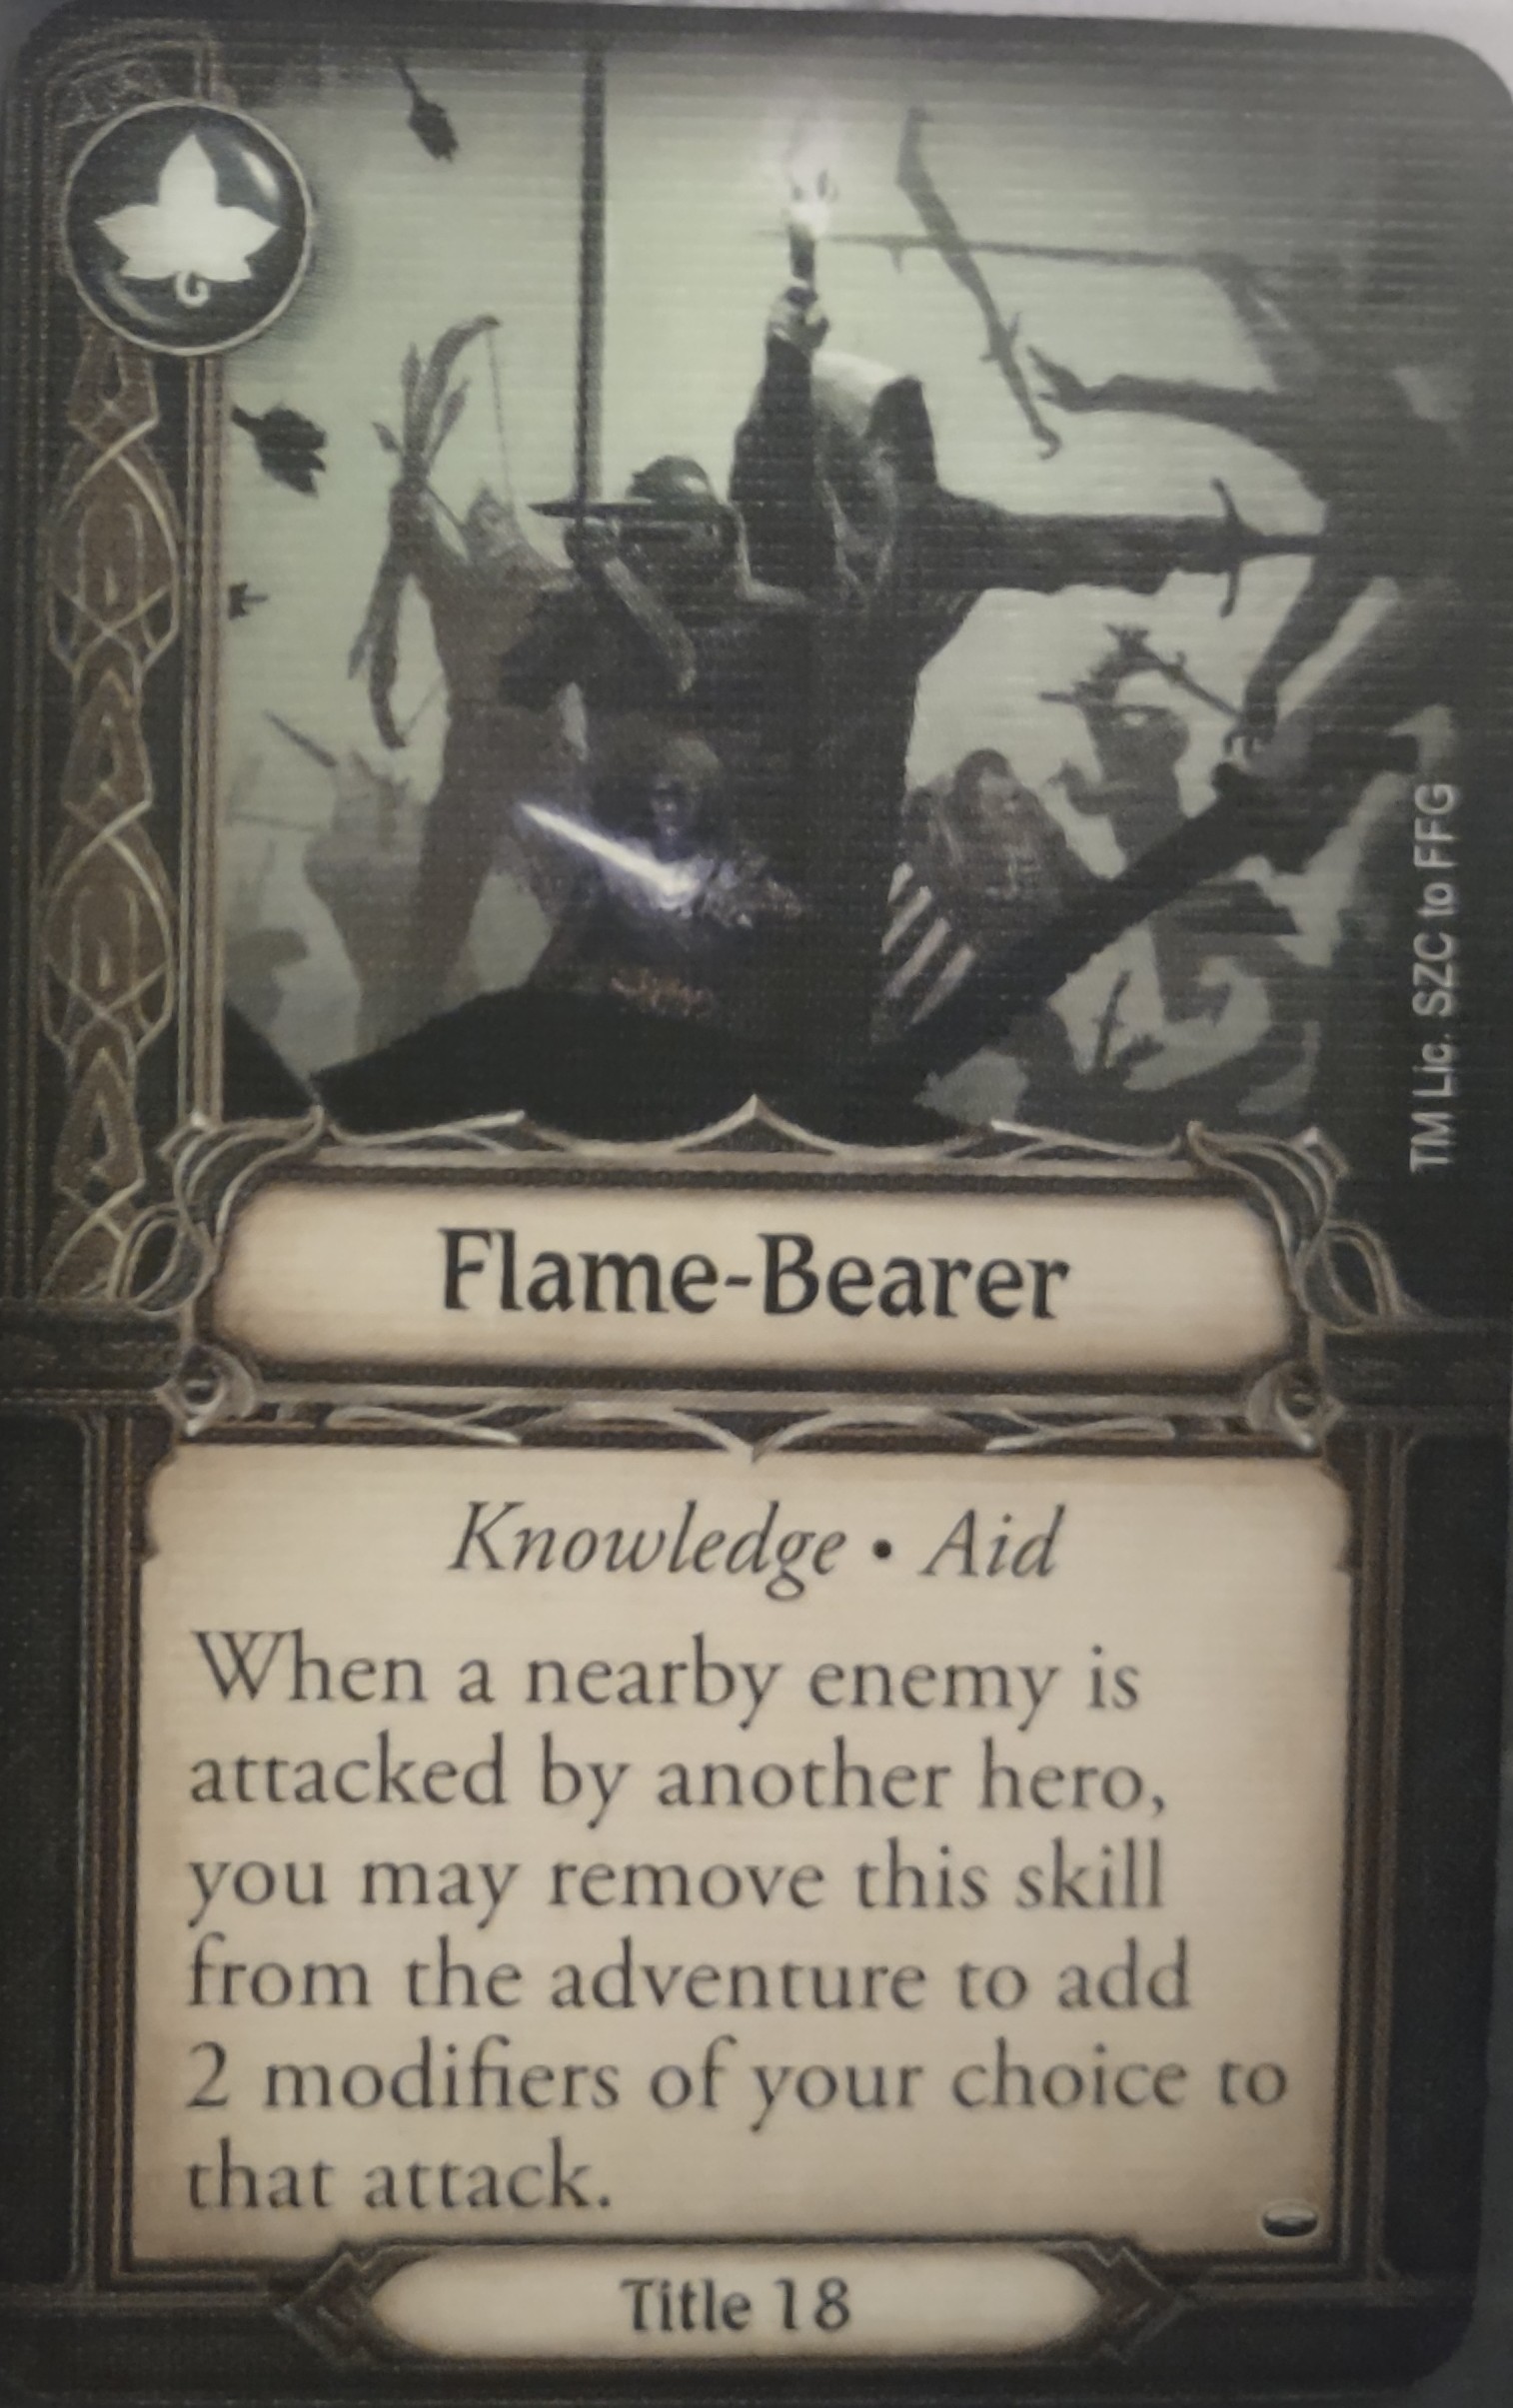 TM Lic. SZC to FFG
Flame-Bearer
Knowledge • Aid
When a nearby enemy is
attacked by another hero,
you may remove this skill
from the adventure to add
2 modifiers of your choice to
that attack.
Title 18